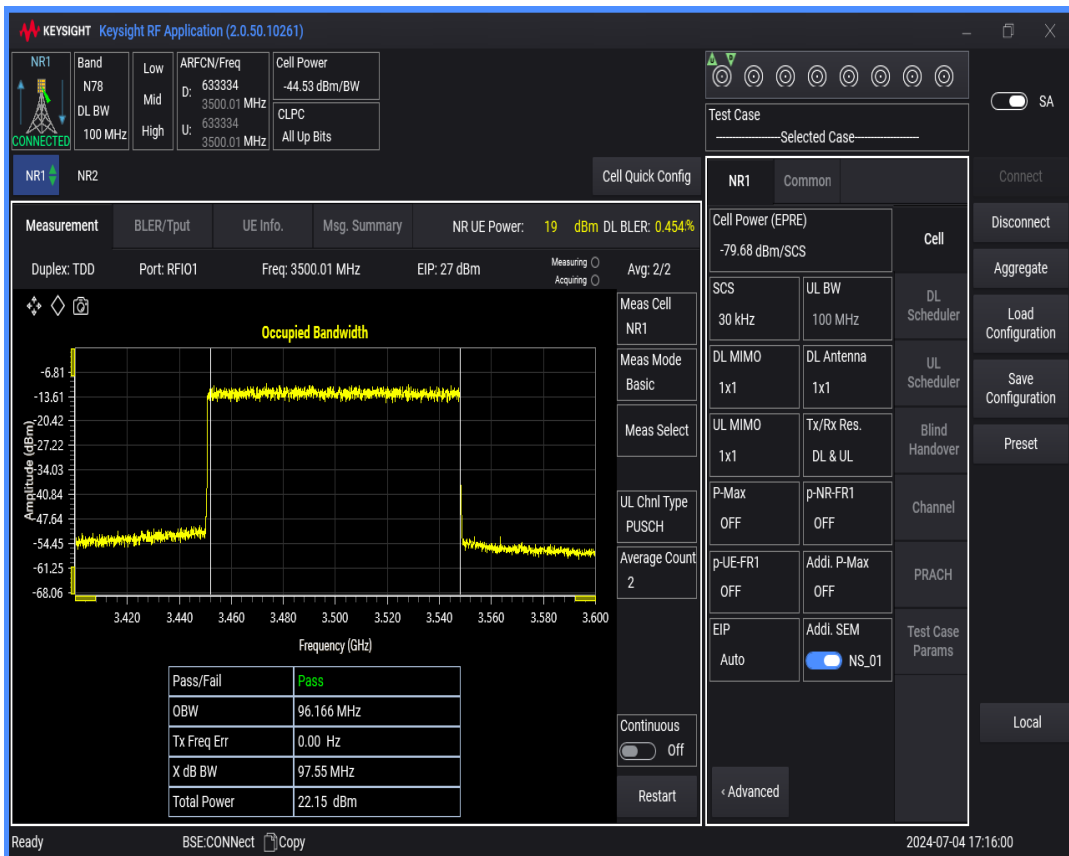 KEYSIGHT Keysight RF Application (2.0.50.10261)
NR1
CONNECTED
Band
N78
DL BW
100 MHz
Low
Mid
High
ARFCN/Freq
D: 633334
3500.01 MHz
U: 633334
3500.01 MHz
Cell Power
-44.53 dBm/BW
CLPC
All Up Bits
Test Case
--------------------Selected Case--------------------
SA
NR1 NR2 Cell Quick Config
NR1 Common
Connect
Disconnect
Aggregate
Load
Configuration
Save
Configuration
Preset
Local
Measurement BLER/Tput UE Info. Msg. Summary NR UE Power: 19 dBm DL BLER: 0.454%
Duplex: TDD Port: RFIO1 Freq: 3500.01 MHz EIP: 27 dBm Measuring Avg: 2/2
Acquiring
Occupied Bandwidth
Amplitude (dBm)
-6.81
-13.61
-20.42
-27.22
-34.03
-40.84
-47.64
-54.45
-61.25
-68.06
3.420 3.440 3.460 3.480 3.500 3.520 3.540 3.560 3.580 3.600
Frequency (GHz)
Pass/Fail Pass
OBW 96.166 MHz
Tx Freq Err 0.00 Hz
X dB BW 97.55 MHz
Total Power 22.15 dBm
Meas Cell
NR1
Meas Mode
Basic
Meas Select
UL Chnl Type
PUSCH
Average Count
2
Continuous
Off
Restart
Cell Power (EPRE)
-79.68 dBm/SCS
SCS
30 kHz
UL BW
100 MHz
DL MIMO
1x1
DL Antenna
1x1
UL MIMO
1x1
Tx/Rx Res.
DL & UL
P-Max
OFF
p-NR-FR1
OFF
p-UE-FR1
OFF
Addi. P-Max
OFF
EIP
Auto
Addi. SEM
NS_01
‹ Advanced
Cell
DL
Scheduler
UL
Scheduler
Blind
Handover
Channel
PRACH
Test Case
Params
Ready BSE:CONNect Copy 2024-07-04 17:16:00